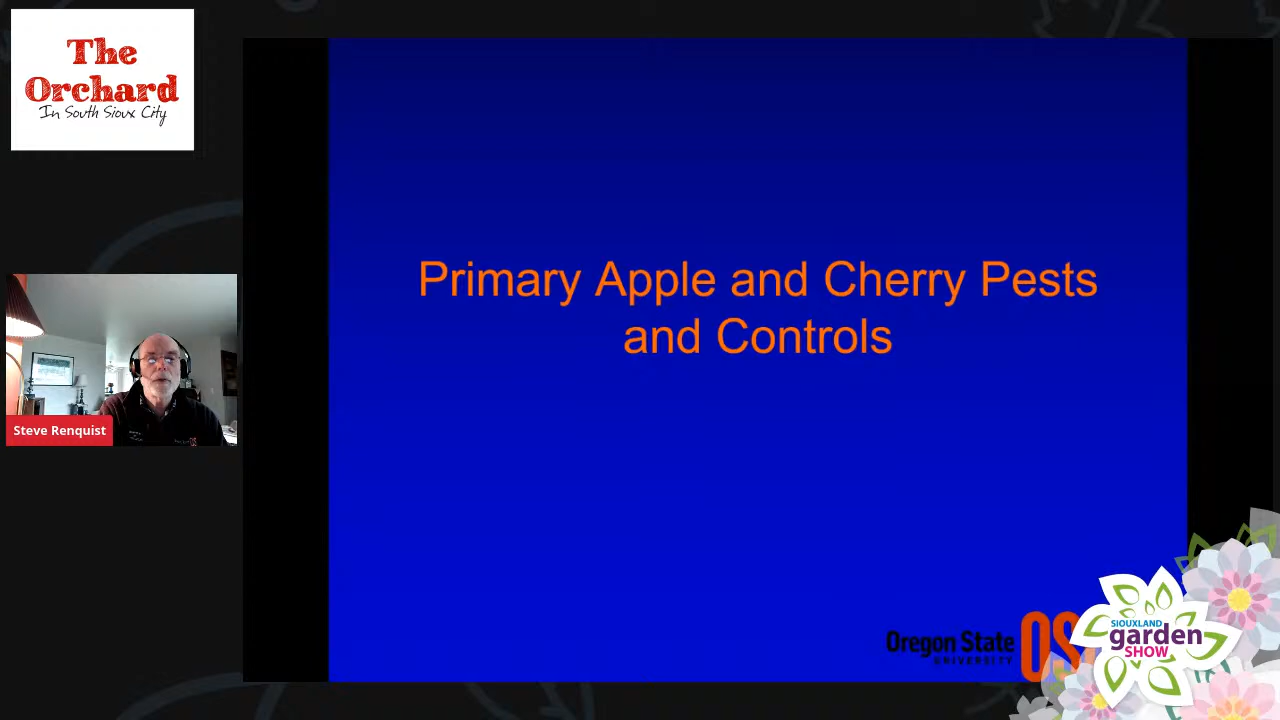 The
Orchard
In South Sioux City
Primary Apple and Cherry Pests
and Controls
Steve Renquist
Oregon State
UNIVERSITY
OS
SIOUXLAND
garden
SHOW